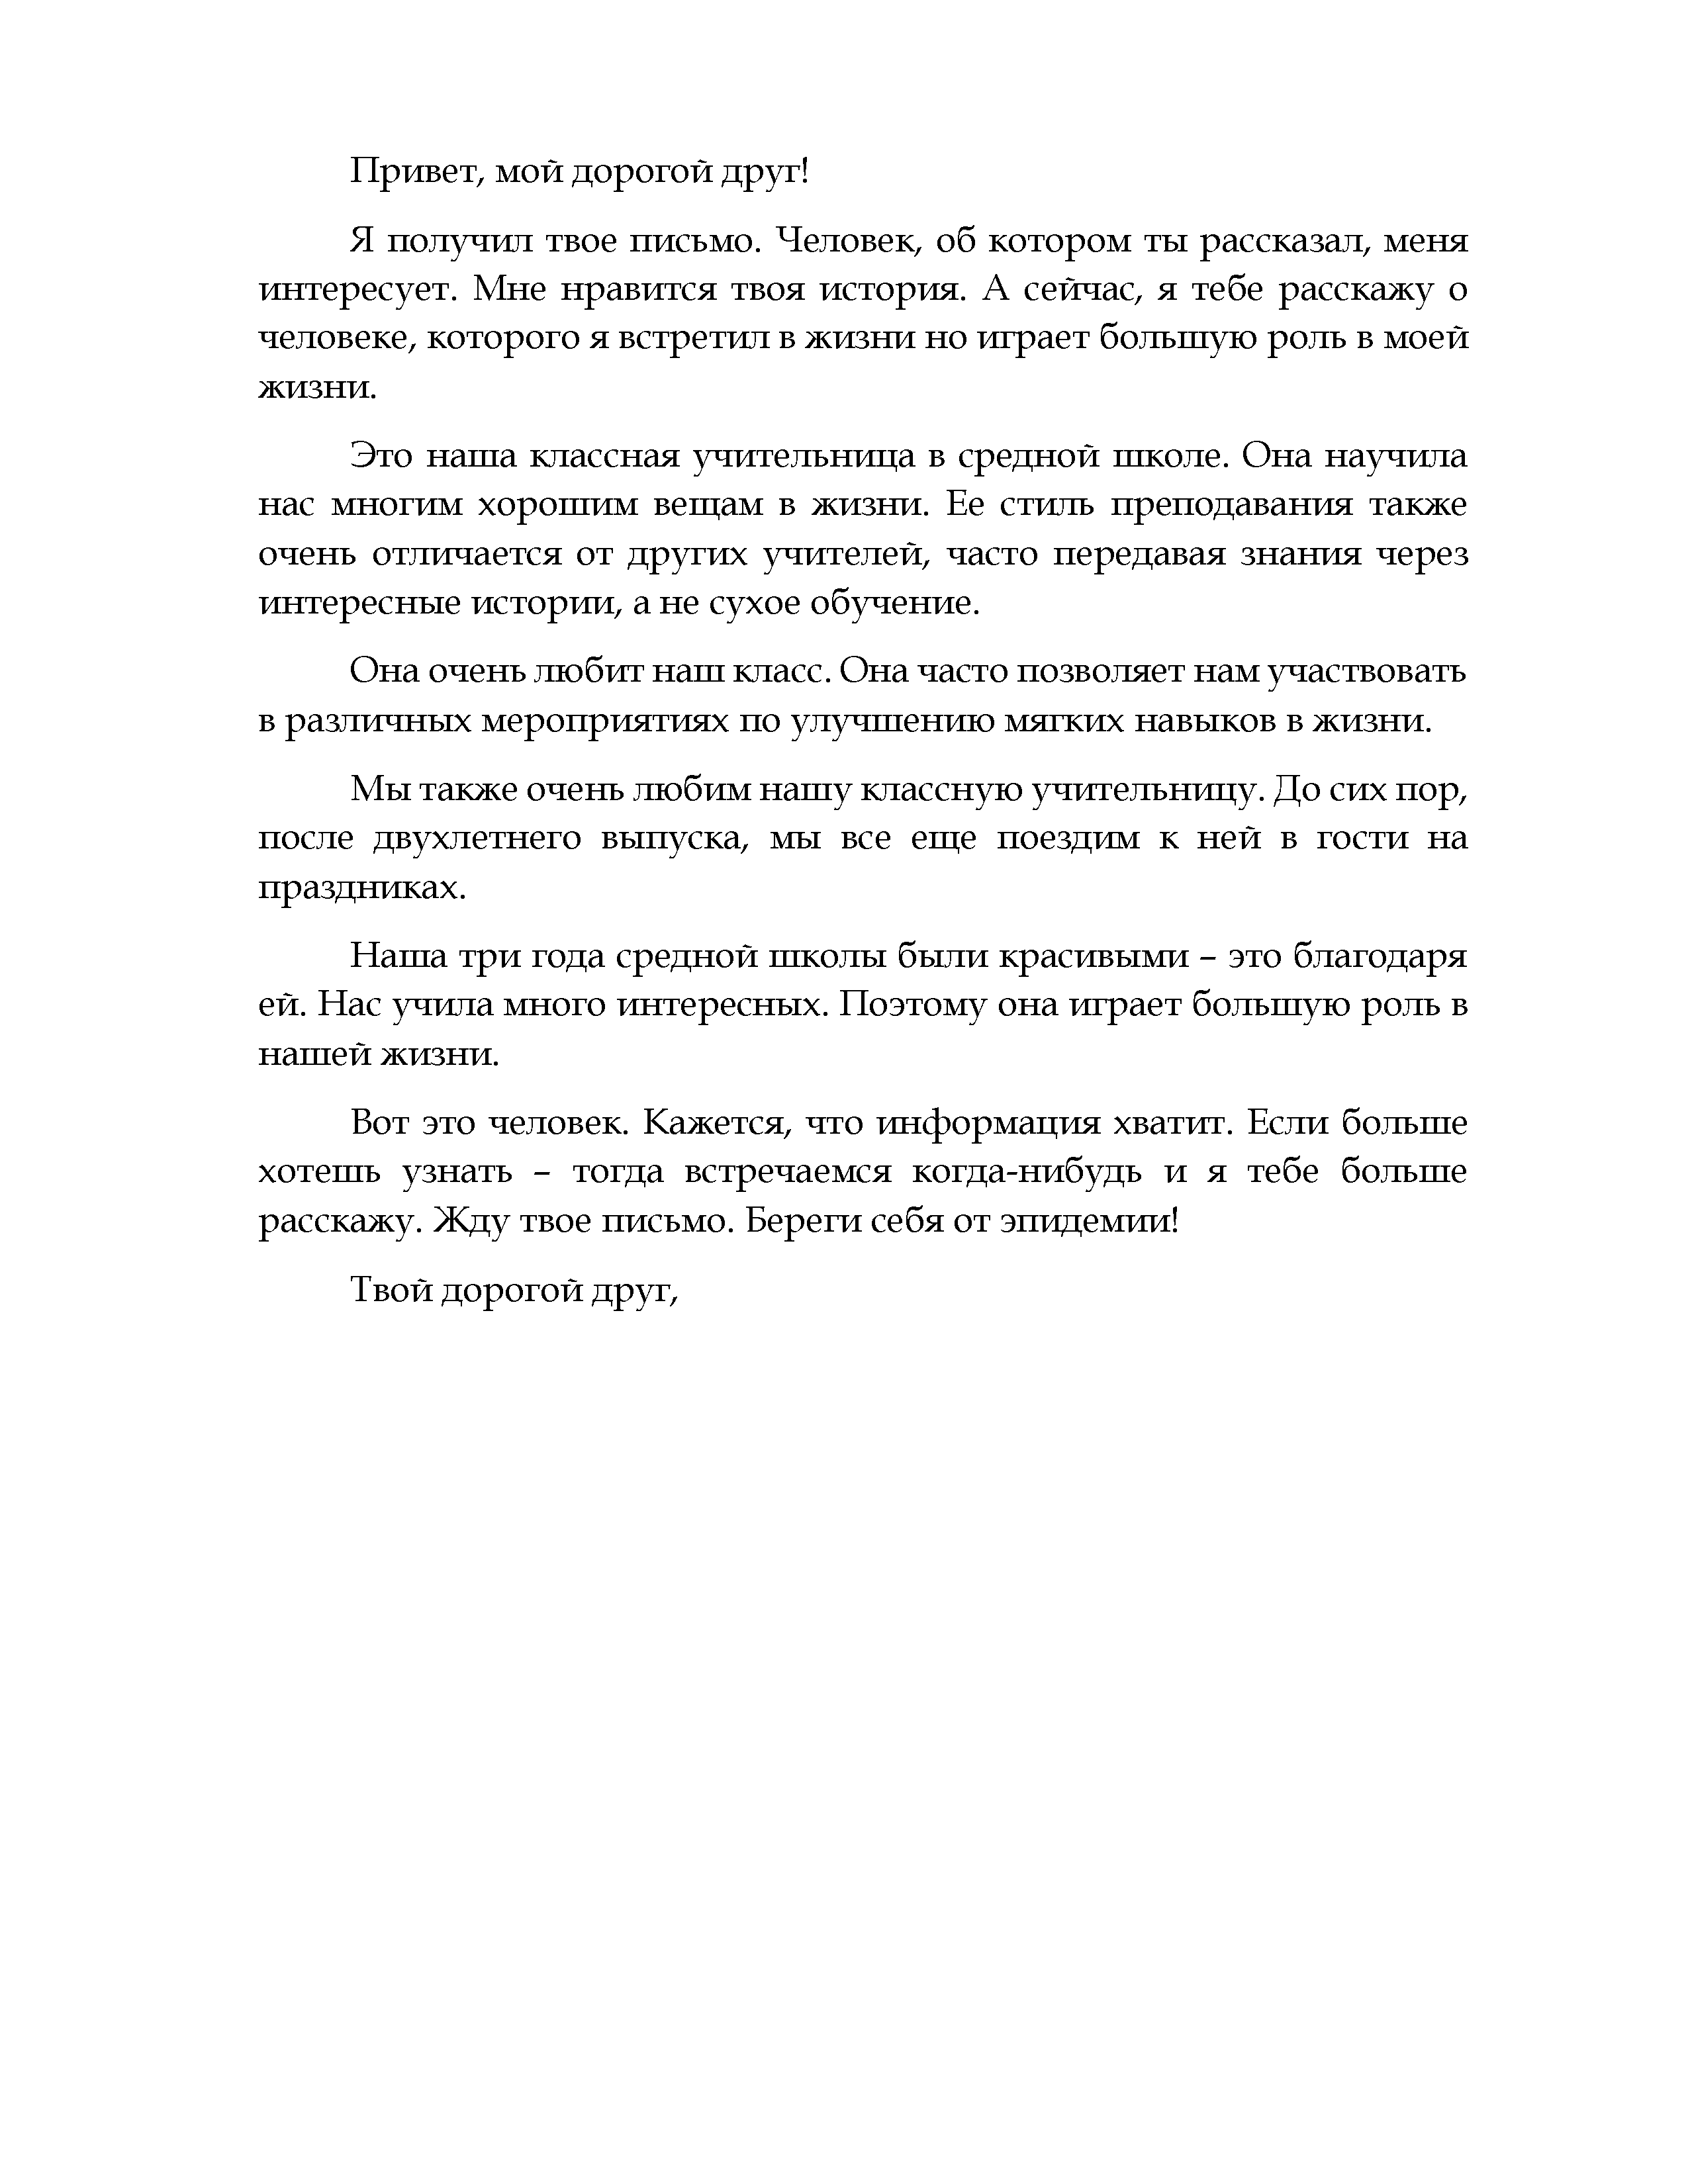 Привет, мой дорогой друг!
Я получил твое письмо. Человек, об котором ты рассказал, меня
интересует. Мне нравится твоя история. А сейчас, я тебе расскажу о
человеке, которого я встретил в жизни но играет большую роль в моей
жизни.
Это наша классная учительница в средной школе. Она научила
нас многим хорошим вещам в жизни. Ее стиль преподавания также
очень отличается от других учителей, часто передавая знания через
интересные истории, а не сухое обучение.
Она очень любит наш класс. Она часто позволяет нам участвовать
в различных мероприятиях по улучшению мягких навыков в жизни.
Мы также очень любим нашу классную учительницу. До сих пор,
после двухлетнего выпуска, мы все еще поездим к ней в гости на
праздниках.
Наша три года средной школы были красивыми – это благодаря
ей. Нас учила много интересных. Поэтому она играет большую роль в
нашей жизни.
Вот это человек. Кажется, что информация хватит. Если больше
хотешь узнать – тогда встречаемся когда-нибудь и я тебе больше
расскажу. Жду твое письмо. Береги себя от эпидемии!
Твой дорогой друг,